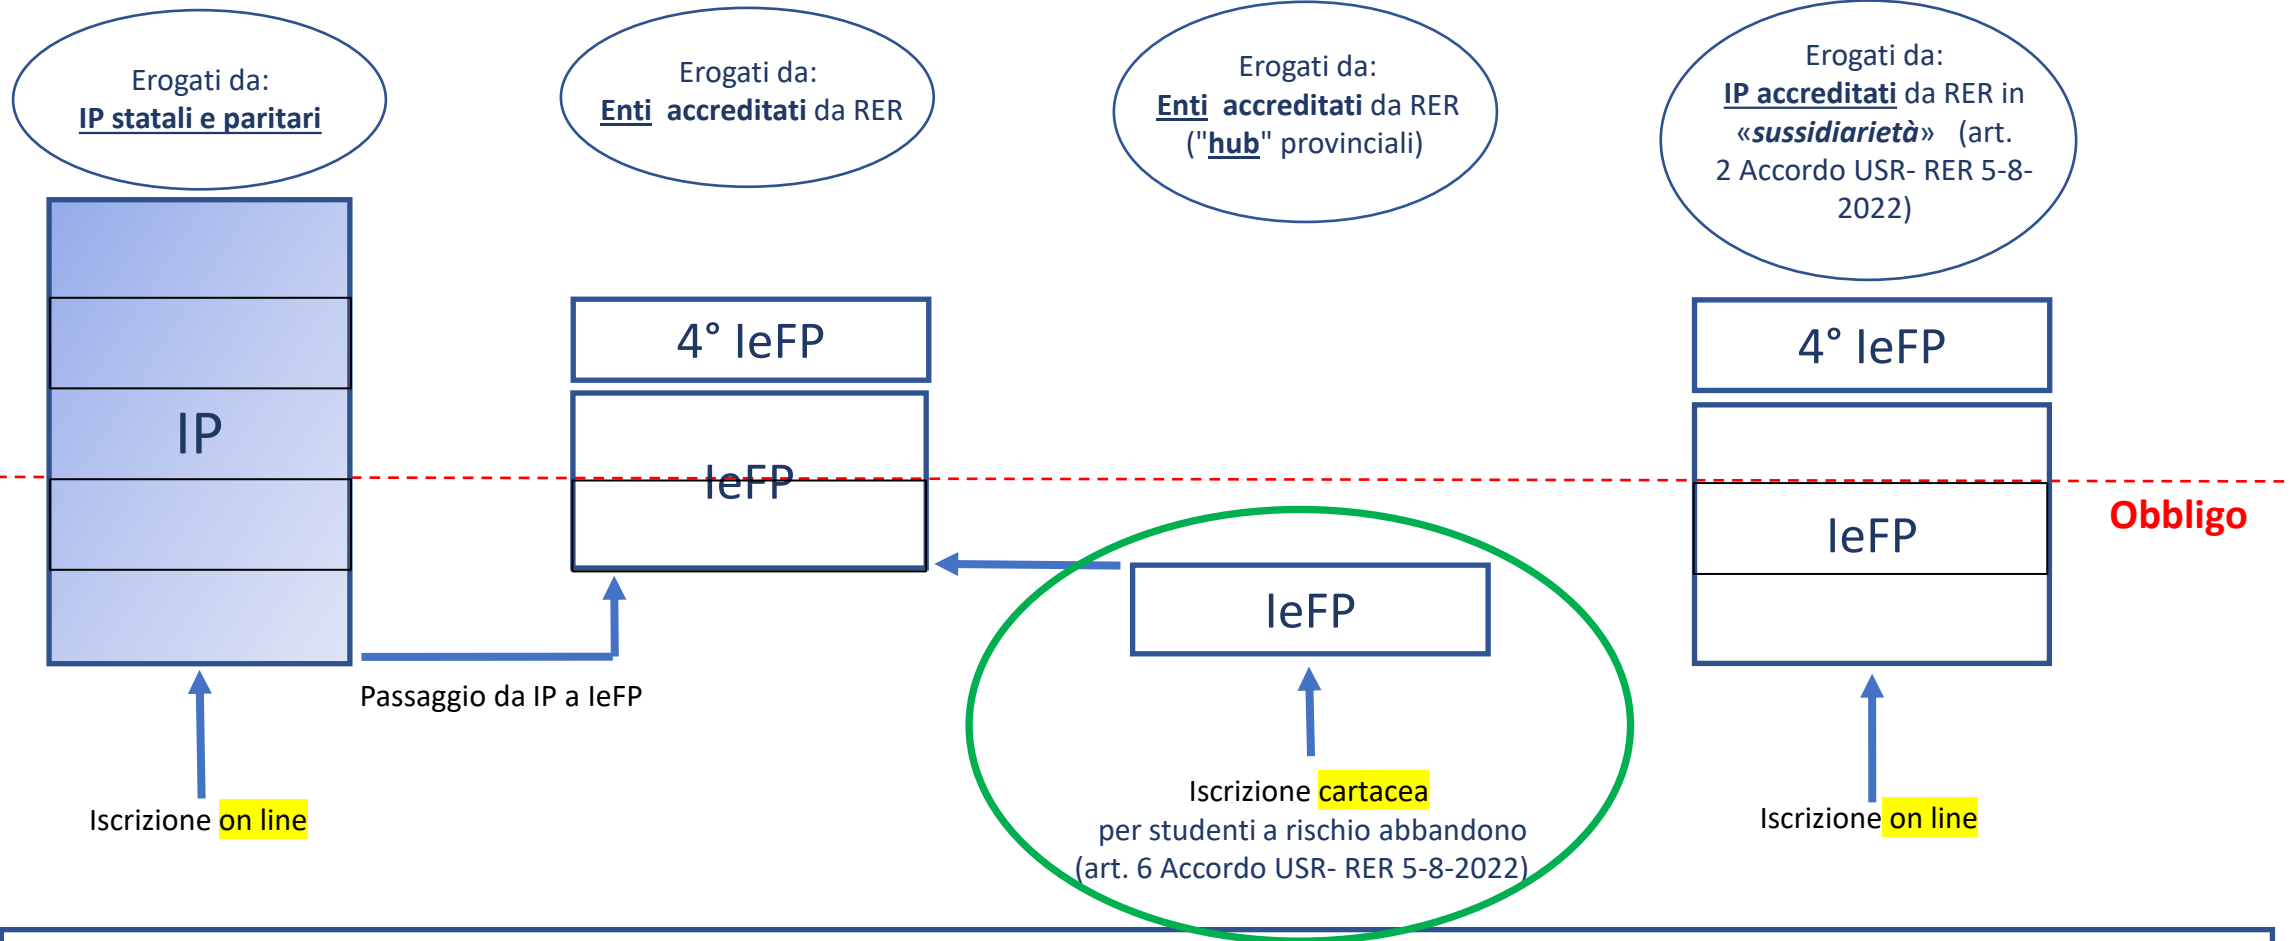 Erogati da:
IP statali e paritari
Erogati da:
Enti accreditati da RER
Erogati da:
Enti accreditati da RER
("hub" provinciali)
Erogati da:
IP accreditati da RER in
«sussidiarietà» (art.
2 Accordo USR- RER 5-8-
2022)
4° IeFP
4° IeFP
IP
IeFP
Obbligo
IeFP
IeFP
Passaggio da IP a IeFP
Iscrizione on line
Iscrizione cartacea
per studenti a rischio abbandono
(art. 6 Accordo USR- RER 5-8-2022)
Iscrizione on line